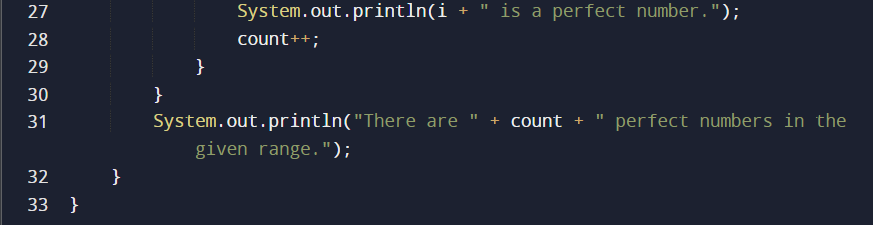 27 System.out.println(i + " is a perfect number.");
28 count++;
29 }
30 }
31 System.out.println("There are " + count + " perfect numbers in the
given range.");
32 }
33 }